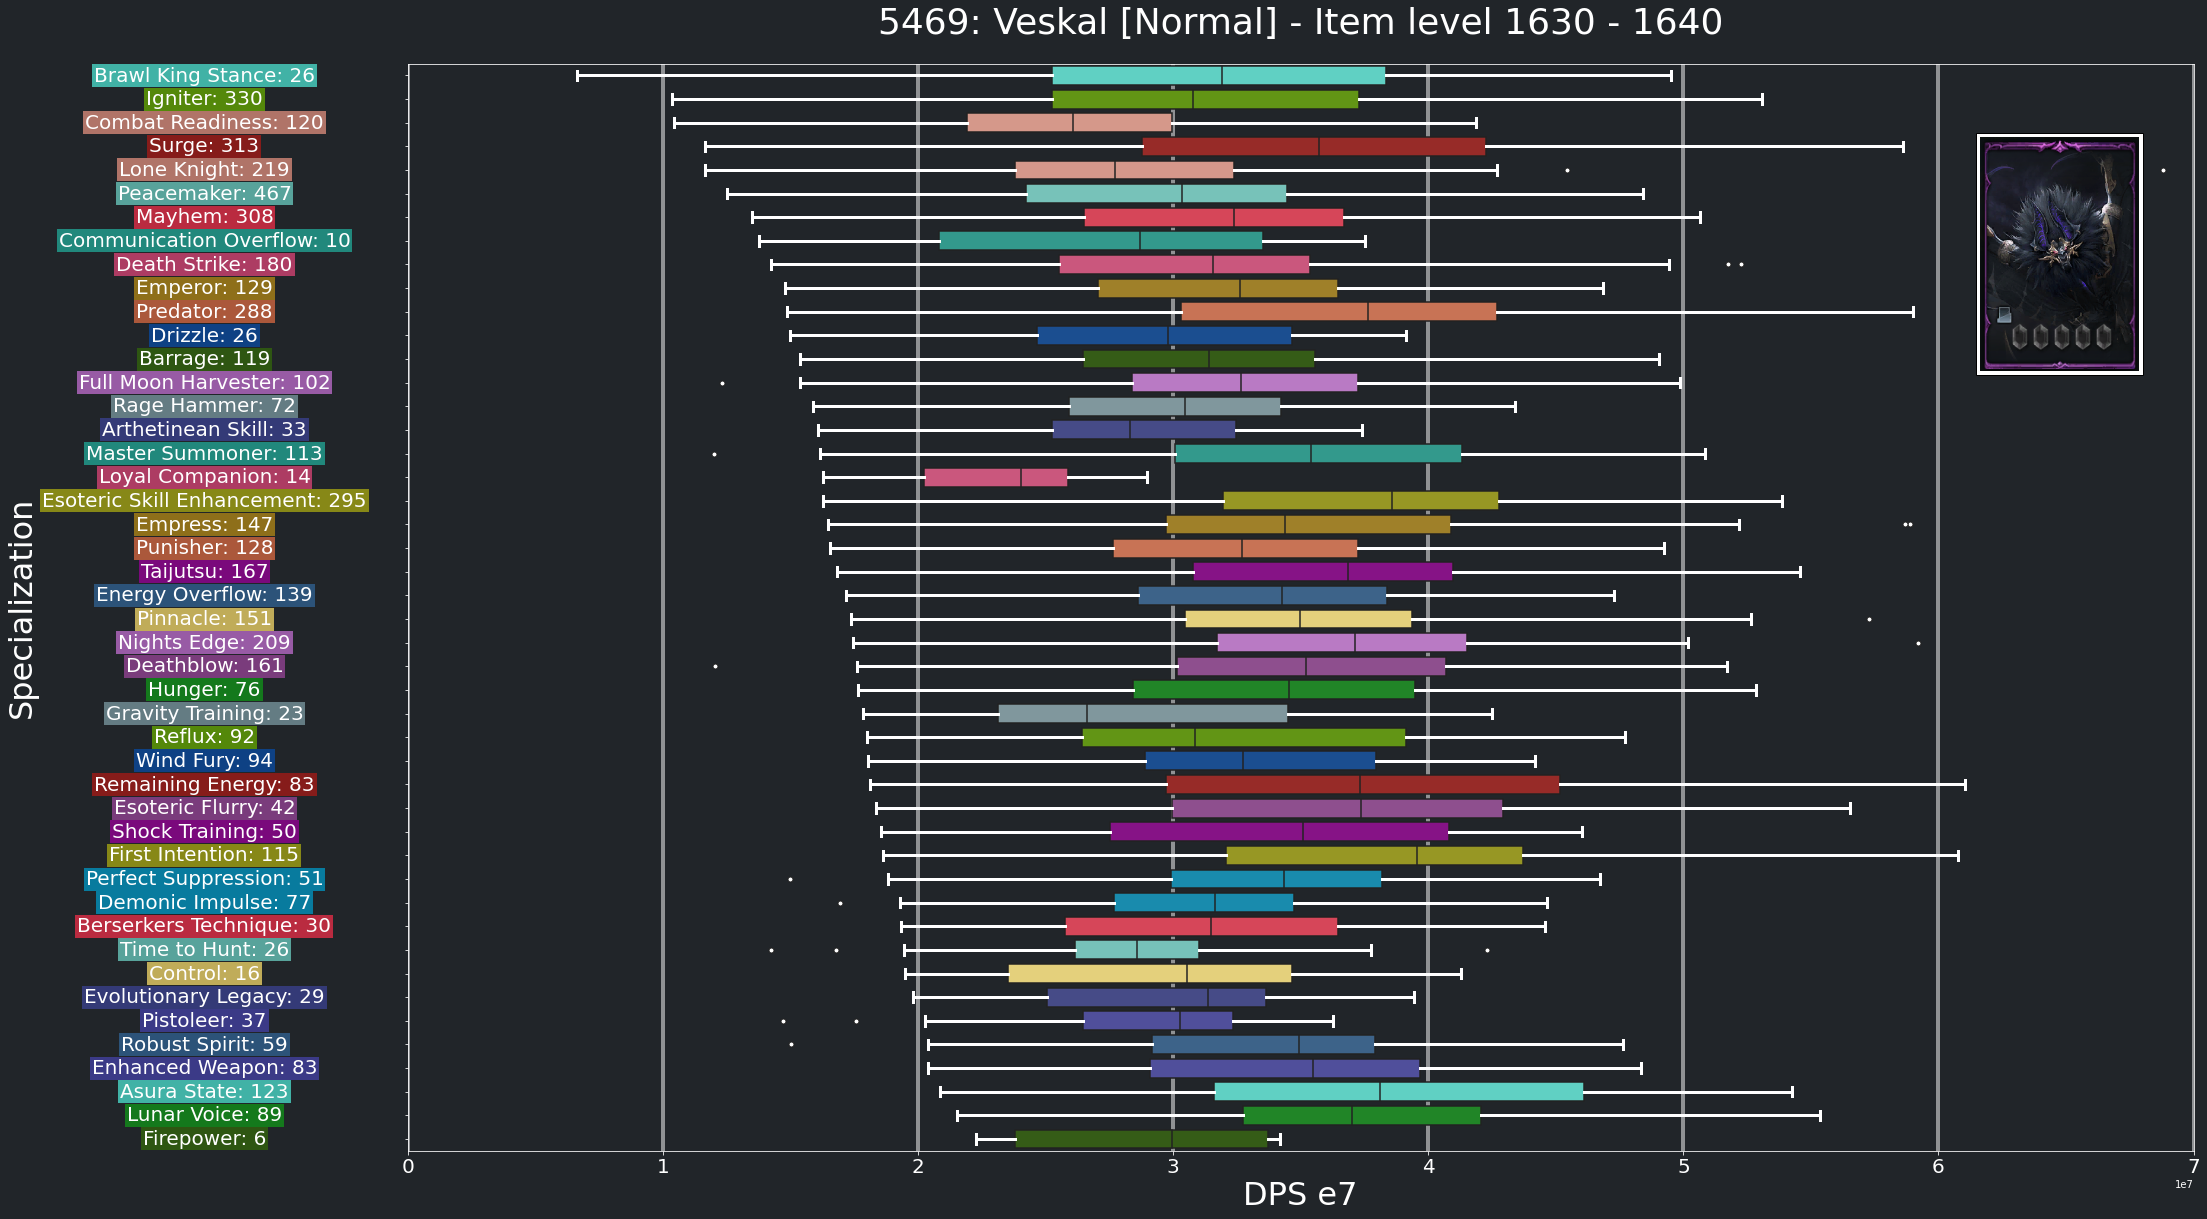 5469: Veskal [Normal] - Item level 1630 - 1640
Specialization
Brawl King Stance: 26
Igniter: 330
Combat Readiness: 120
Surge: 313
Lone Knight: 219
Peacemaker: 467
Mayhem: 308
Communication Overflow: 10
Death Strike: 180
Emperor: 129
Predator: 288
Drizzle: 26
Barrage: 119
Full Moon Harvester: 102
Rage Hammer: 72
Arthetinean Skill: 33
Master Summoner: 113
Loyal Companion: 14
Esoteric Skill Enhancement: 295
Empress: 147
Punisher: 128
Taijutsu: 167
Energy Overflow: 139
Pinnacle: 151
Nights Edge: 209
Deathblow: 161
Hunger: 76
Gravity Training: 23
Reflux: 92
Wind Fury: 94
Remaining Energy: 83
Esoteric Flurry: 42
Shock Training: 50
First Intention: 115
Perfect Suppression: 51
Demonic Impulse: 77
Berserkers Technique: 30
Time to Hunt: 26
Control: 16
Evolutionary Legacy: 29
Pistoleer: 37
Robust Spirit: 59
Enhanced Weapon: 83
Asura State: 123
Lunar Voice: 89
Firepower: 6
0 1 2 3 4 5 6 7
1e7
DPS e7